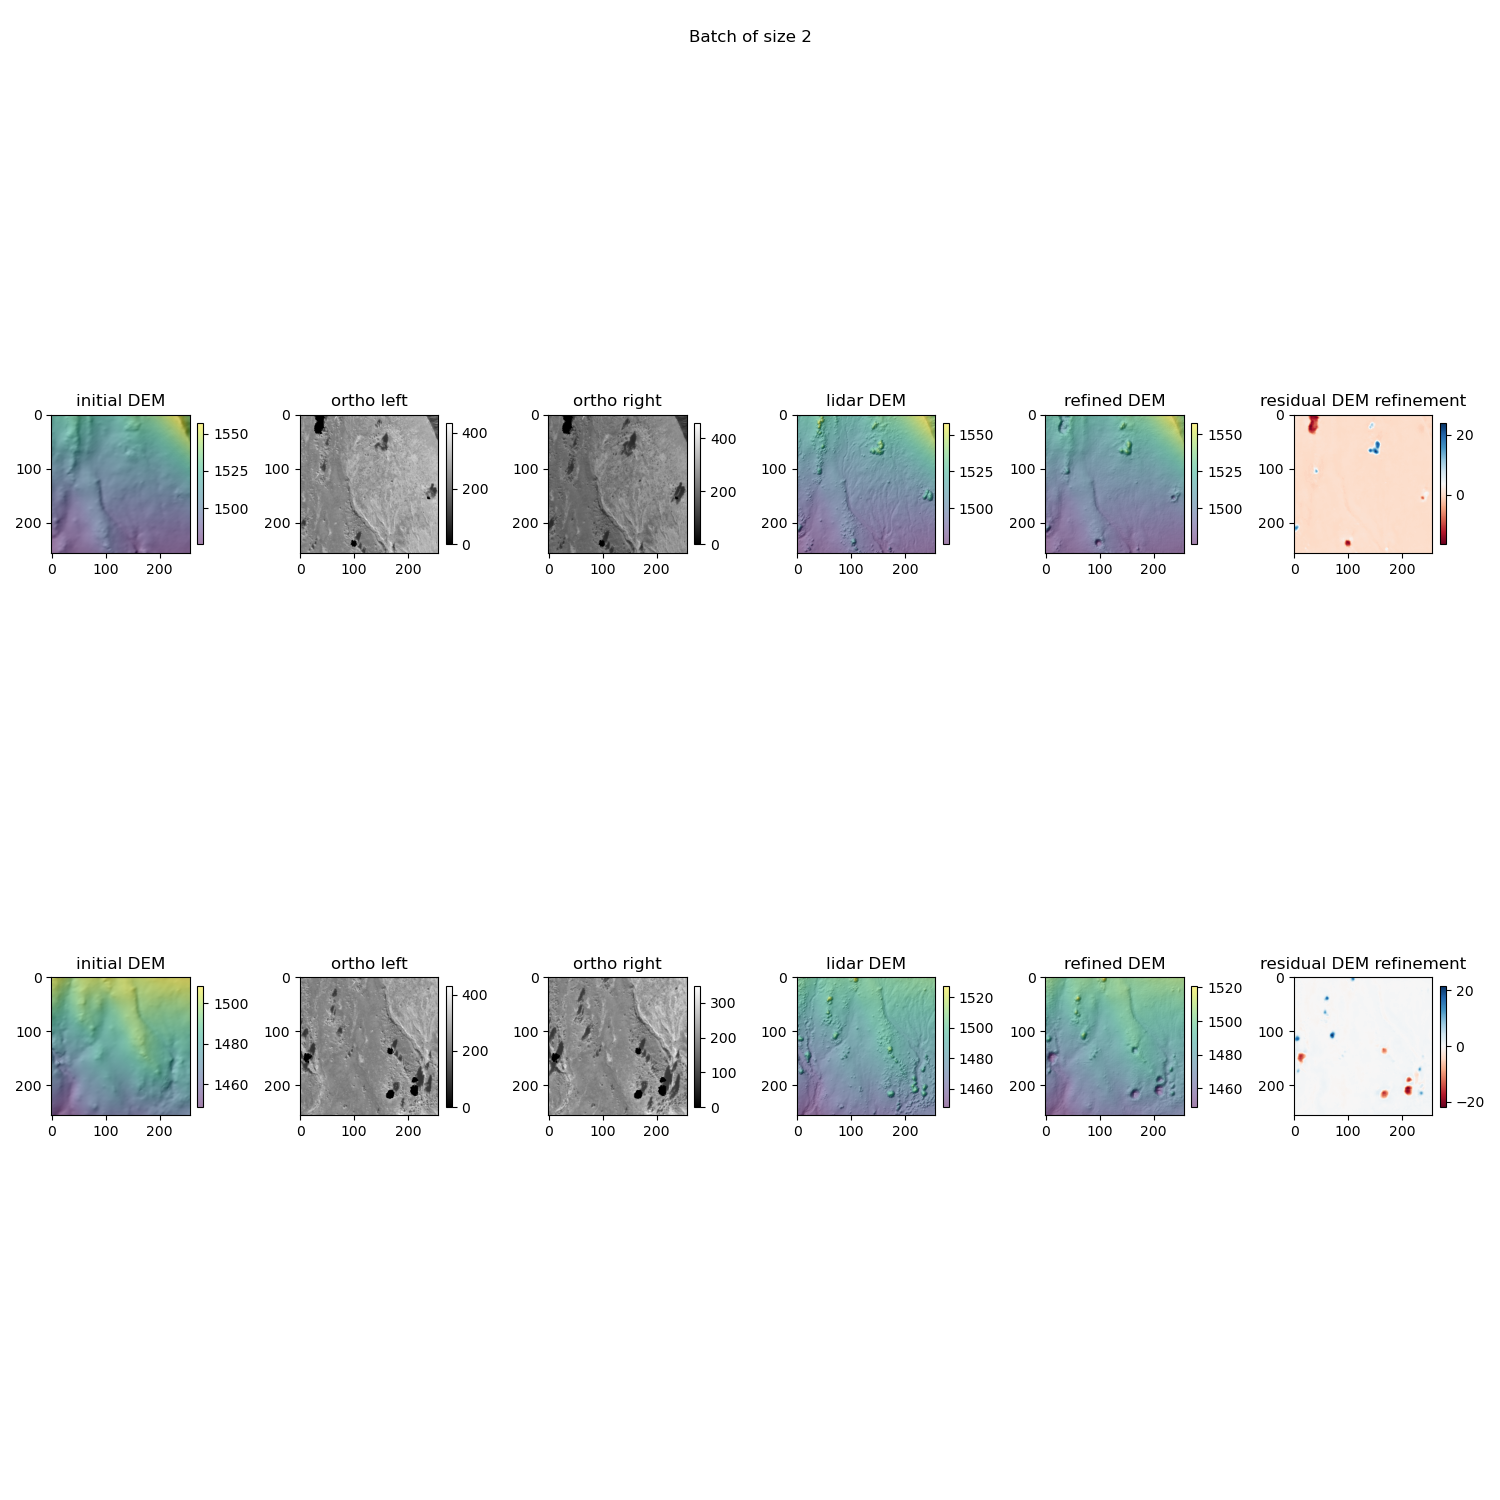 Batch of size 2
initial DEM
ortho left
ortho right
lidar DEM
refined DEM
residual DEM refinement
0 100 200 0 100 200 1500 1525 1550
0 100 200 0 100 200 0 200 400
0 100 200 0 100 200 0 200 400
0 100 200 0 100 200 1500 1525 1550
0 100 200 0 100 200 1500 1525 1550
0 100 200 0 100 200 0 20
initial DEM
ortho left
ortho right
lidar DEM
refined DEM
residual DEM refinement
0 100 200 0 100 200 1460 1480 1500
0 100 200 0 100 200 0 200 400
0 100 200 0 100 200 0 100 200 300
0 100 200 0 100 200 1460 1480 1500 1520
0 100 200 0 100 200 1460 1480 1500 1520
0 100 200 0 100 200 −20 0 20